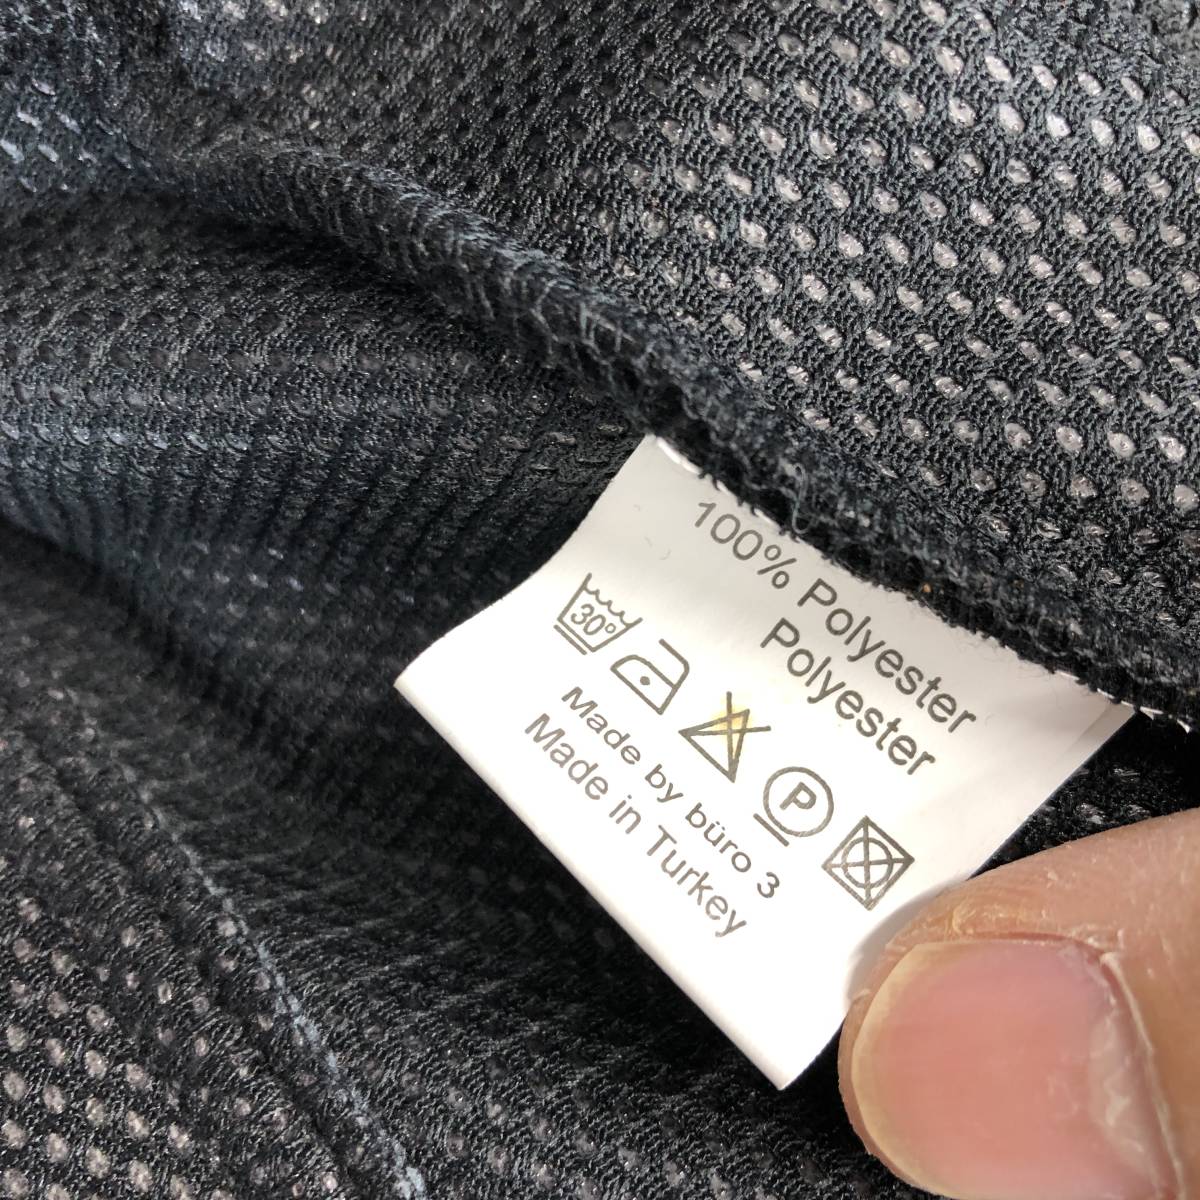 100% Polyester
Polyester
30°
P
Made by büro 3
Made in Turkey